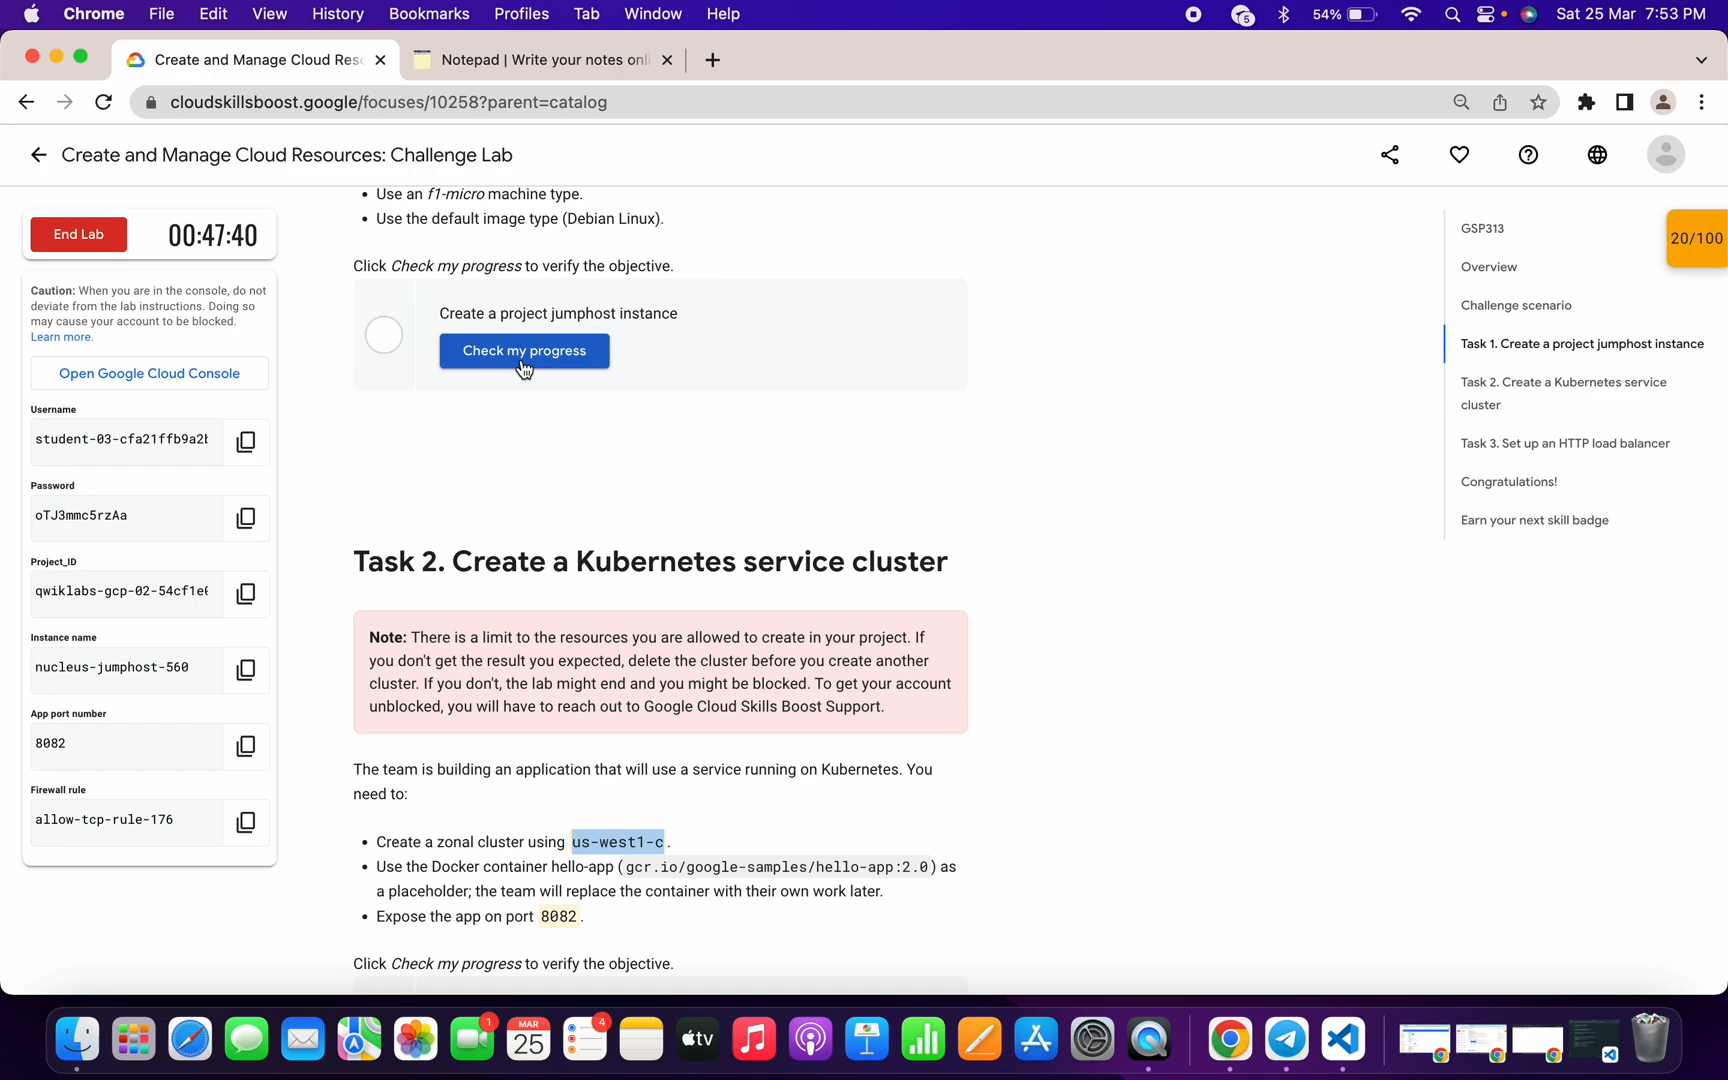 Chrome File Edit View History Bookmarks Profiles Tab Window Help
5 54% Sat 25 Mar 7:53 PM
Create and Manage Cloud Res
Notepad | Write your notes onli
cloudskillsboost.google/focuses/10258?parent=catalog
Create and Manage Cloud Resources: Challenge Lab
End Lab
00:47:40
Caution: When you are in the console, do not
deviate from the lab instructions. Doing so
may cause your account to be blocked.
Learn more.
Open Google Cloud Console
Username
student-03-cfa21ffb9a2b
Password
oTJ3mmc5rzAa
Project_ID
qwiklabs-gcp-02-54cf1e
Instance name
nucleus-jumphost-560
App port number
8082
Firewall rule
allow-tcp-rule-176
• Use an f1-micro machine type.
• Use the default image type (Debian Linux).
Click Check my progress to verify the objective.
Create a project jumphost instance
Check my progress
Task 2. Create a Kubernetes service cluster
Note: There is a limit to the resources you are allowed to create in your project. If
you don't get the result you expected, delete the cluster before you create another
cluster. If you don't, the lab might end and you might be blocked. To get your account
unblocked, you will have to reach out to Google Cloud Skills Boost Support.
The team is building an application that will use a service running on Kubernetes. You
need to:
• Create a zonal cluster using us-west1-c.
• Use the Docker container hello-app (gcr.io/google-samples/hello-app:2.0) as
a placeholder; the team will replace the container with their own work later.
• Expose the app on port 8082.
Click Check my progress to verify the objective.
GSP313
Overview
Challenge scenario
Task 1. Create a project jumphost instance
Task 2. Create a Kubernetes service
cluster
Task 3. Set up an HTTP load balancer
Congratulations!
Earn your next skill badge
20/100
1
MAR
25
4
tv